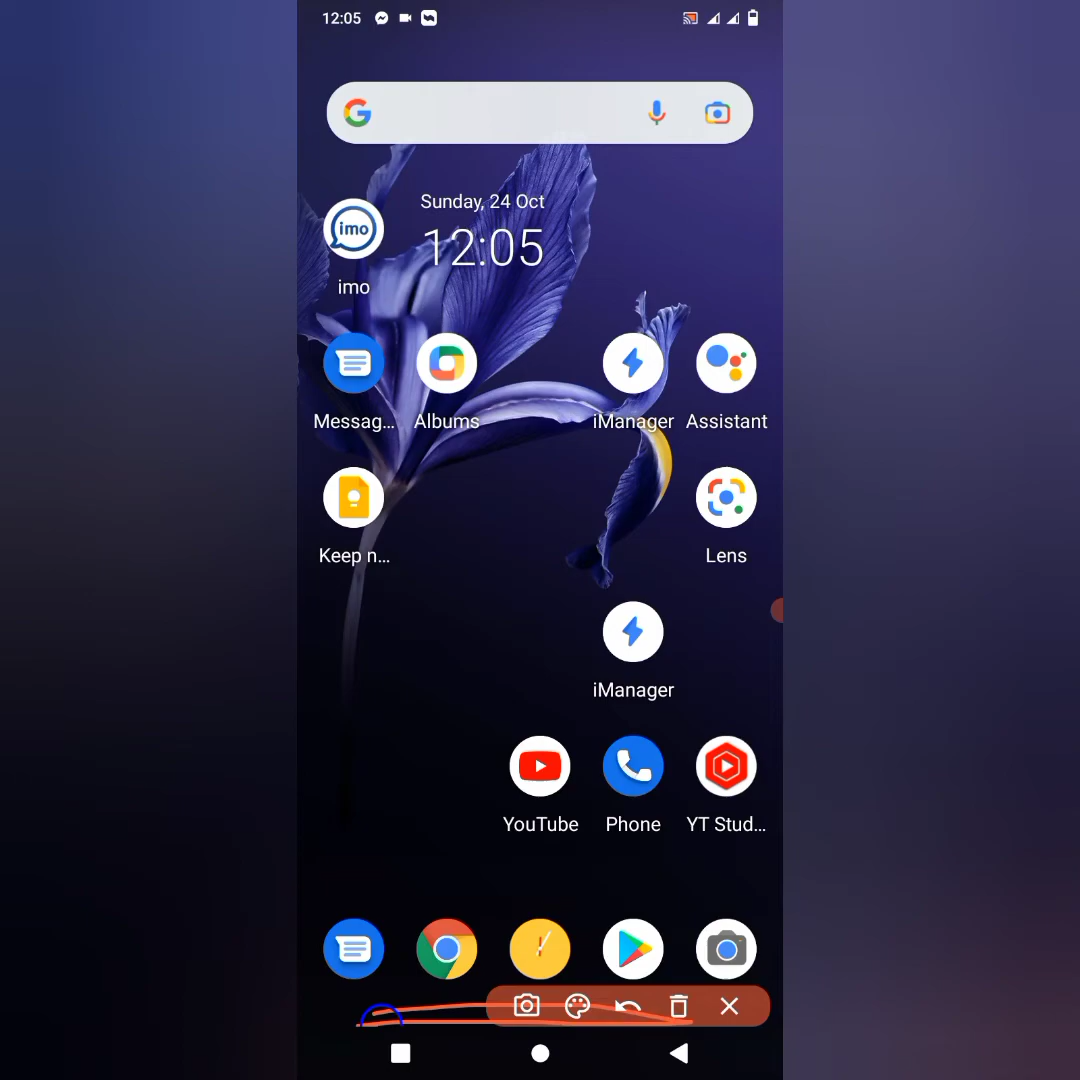 12:05
imo
Sunday, 24 Oct
12:05
imo
Messag...
Albums
iManager
Assistant
Keep n...
Lens
iManager
YouTube
Phone
YT Stud...